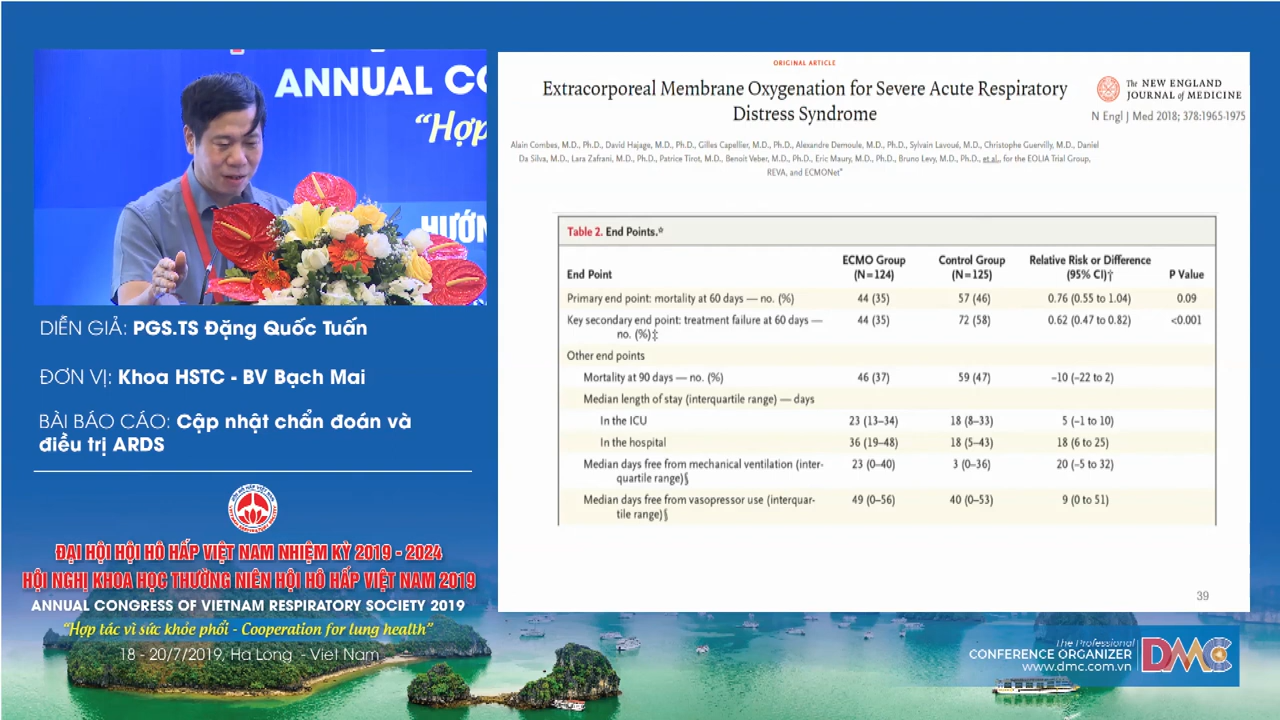 ANNUAL CO
"Hợp
HƯỚN
DIỄN GIẢ: PGS.TS Đặng Quốc Tuấn
ĐƠN VỊ: Khoa HSTC - BV Bạch Mai
BÀI BÁO CÁO: Cập nhật chẩn đoán và
điều trị ARDS
ĐẠI HỘI HỘI HÔ HẤP VIỆT NAM NHIỆM KỲ 2019 - 2024
HỘI NGHỊ KHOA HỌC THƯỜNG NIÊN HỘI HÔ HẤP VIỆT NAM 2019
ANNUAL CONGRESS OF VIETNAM RESPIRATORY SOCIETY 2019
"Hợp tác vì sức khỏe phổi - Cooperation for lung health"
18 - 20/7/2019, Ha Long - Viet Nam
ORIGINAL ARTICLE
Extracorporeal Membrane Oxygenation for Severe Acute Respiratory
Distress Syndrome
The NEW ENGLAND
JOURNAL of MEDICINE
N Engl J Med 2018; 378:1965-1975
Alain Combes, M.D., Ph.D., David Hajage, M.D., Ph.D., Gilles Capellier, M.D., Ph.D., Alexandre Demoule, M.D., Ph.D., Sylvain Lavoué, M.D., Christophe Guervilly, M.D., Daniel
Da Silva, M.D., Lara Zafrani, M.D., Ph.D., Patrice Tirot, M.D., Benoit Veber, M.D., Ph.D., Eric Maury, M.D., Ph.D., Bruno Levy, M.D., Ph.D., et al., for the EOLIA Trial Group,
REVA, and ECMONet*
Table 2. End Points.*
End Point ECMO Group (N=124) Control Group (N=125) Relative Risk or Difference (95% CI)† P Value
Primary end point: mortality at 60 days — no. (%) 44 (35) 57 (46) 0.76 (0.55 to 1.04) 0.09
Key secondary end point: treatment failure at 60 days — 44 (35) 72 (58) 0.62 (0.47 to 0.82) <0.001
no. (%)‡
Other end points
Mortality at 90 days — no. (%) 46 (37) 59 (47) −10 (−22 to 2)
Median length of stay (interquartile range) — days
In the ICU 23 (13–34) 18 (8–33) 5 (−1 to 10)
In the hospital 36 (19–48) 18 (5–43) 18 (6 to 25)
Median days free from mechanical ventilation (inter- 23 (0–40) 3 (0–36) 20 (−5 to 32)
quartile range)§
Median days free from vasopressor use (interquar- 49 (0–56) 40 (0–53) 9 (0 to 51)
tile range)§
39
The Professional
CONFERENCE ORGANIZER
www.dmc.com.vn
DMC